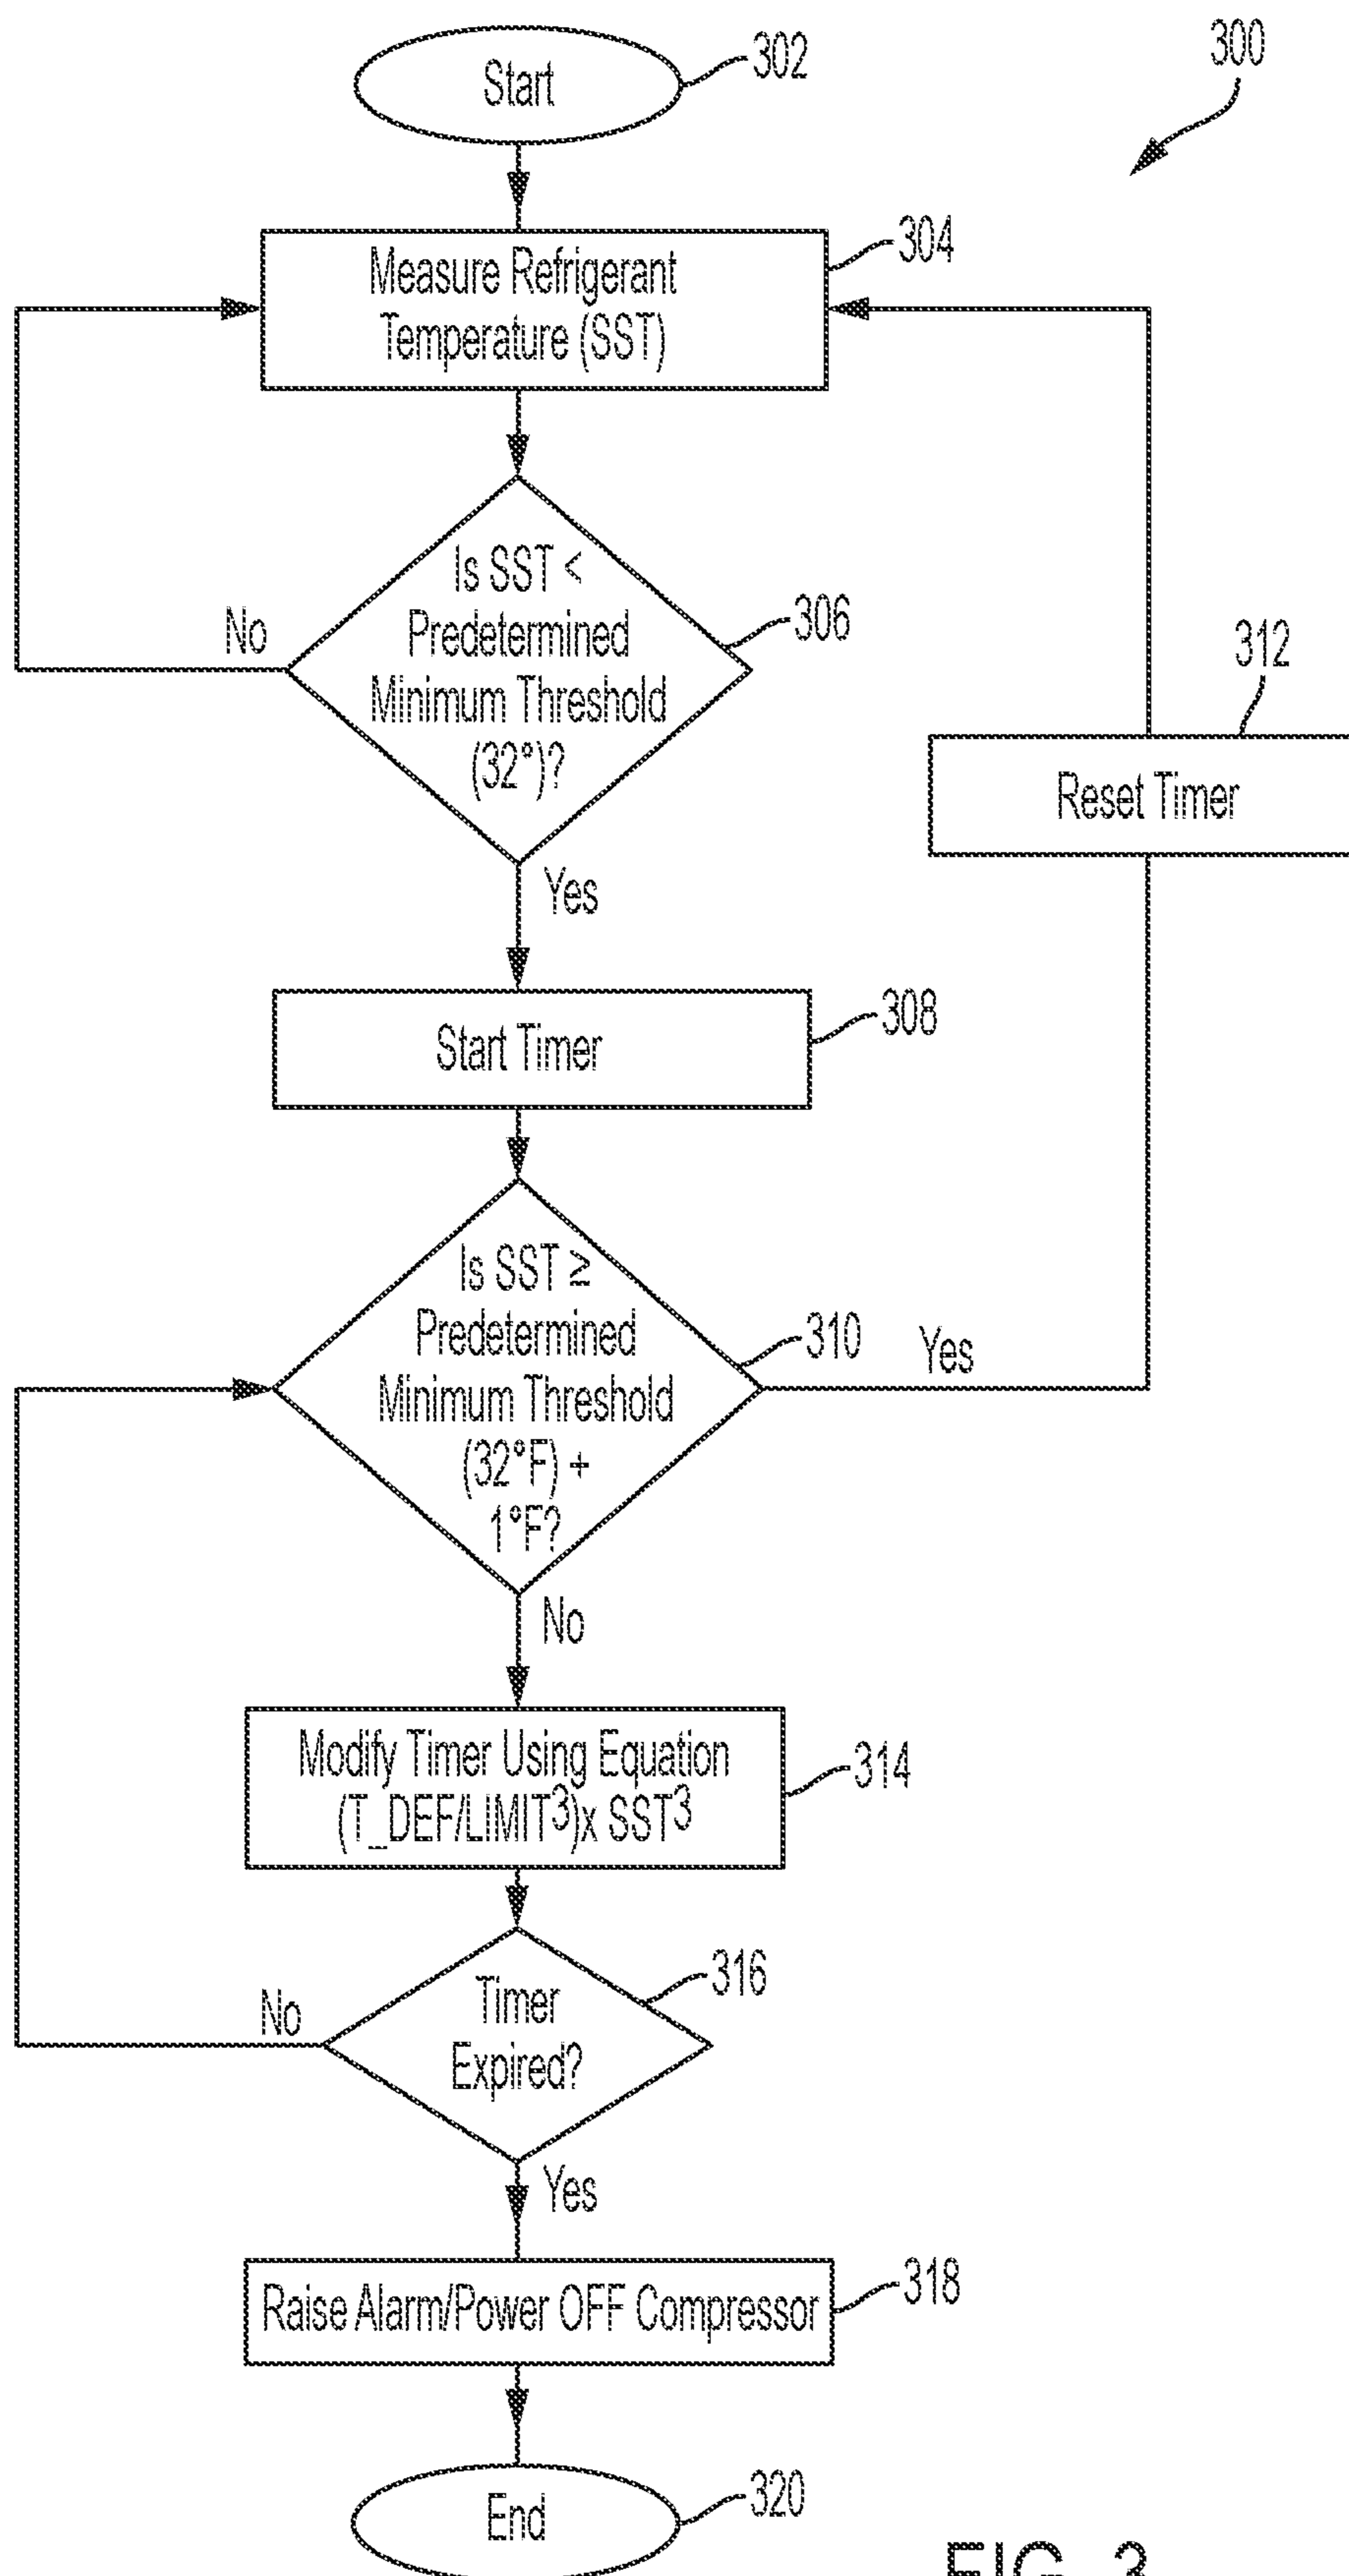 Start
302
300
Measure Refrigerant
Temperature (SST)
304
Is SST <
Predetermined
Minimum Threshold
(32°)?
306
No
Yes
312
Reset Timer
Start Timer
308
Is SST ≥
Predetermined
Minimum Threshold
(32°F) +
1°F?
310
Yes
No
Modify Timer Using Equation
(T_DEF/LIMIT³)x SST³
314
Timer
Expired?
316
No
Yes
Raise Alarm/Power OFF Compressor
318
End
320
FIG. 3